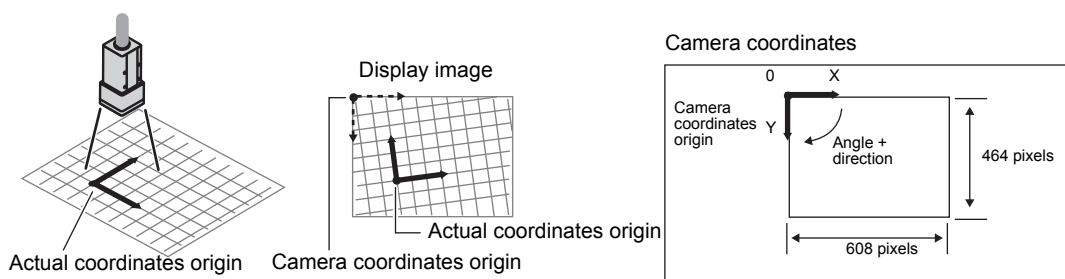 Actual coordinates origin
Display image
Actual coordinates origin
Camera coordinates origin
Camera coordinates
0 X
Camera
coordinates
origin
Y
Angle +
direction
464 pixels
608 pixels